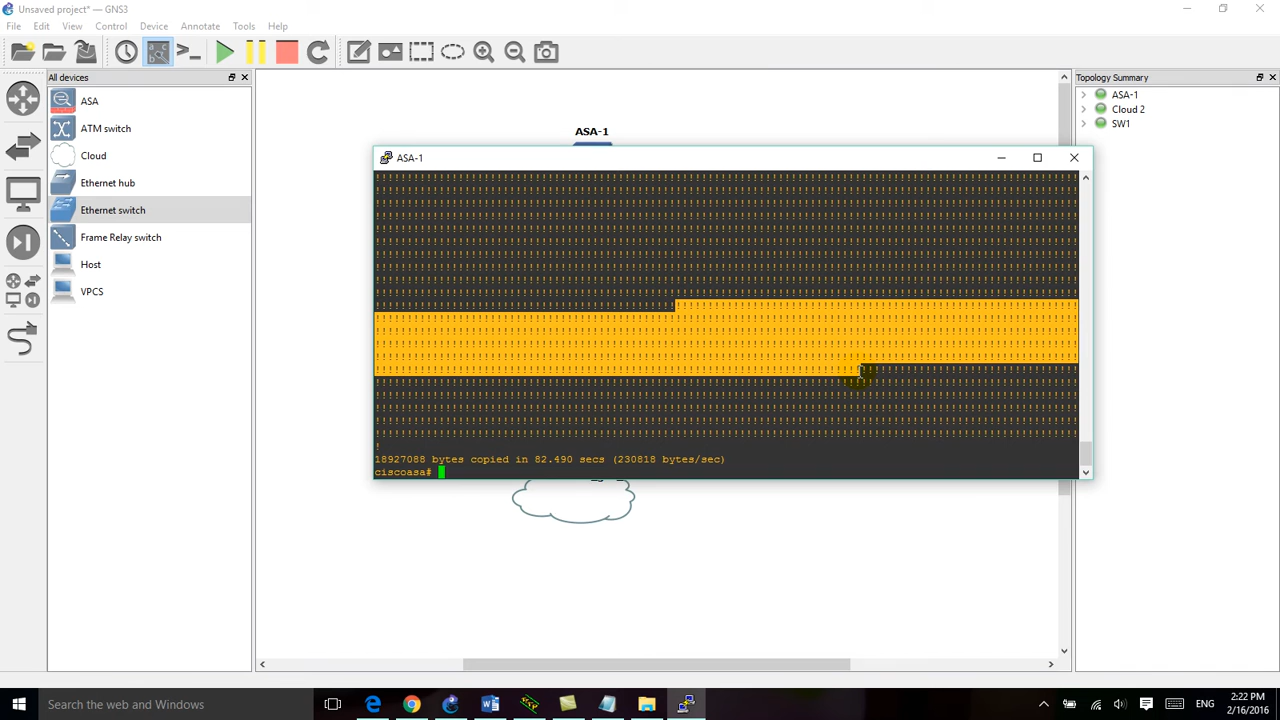 Unsaved project* — GNS3
File Edit View Control Device Annotate Tools Help
All devices
ASA
ATM switch
Cloud
Ethernet hub
Ethernet switch
Frame Relay switch
Host
VPCS
ASA-1
ASA-1
18927088 bytes copied in 82.490 secs (230818 bytes/sec)
ciscoasa#
Topology Summary
ASA-1
Cloud 2
SW1
Search the web and Windows
ENG
2:22 PM
2/16/2016